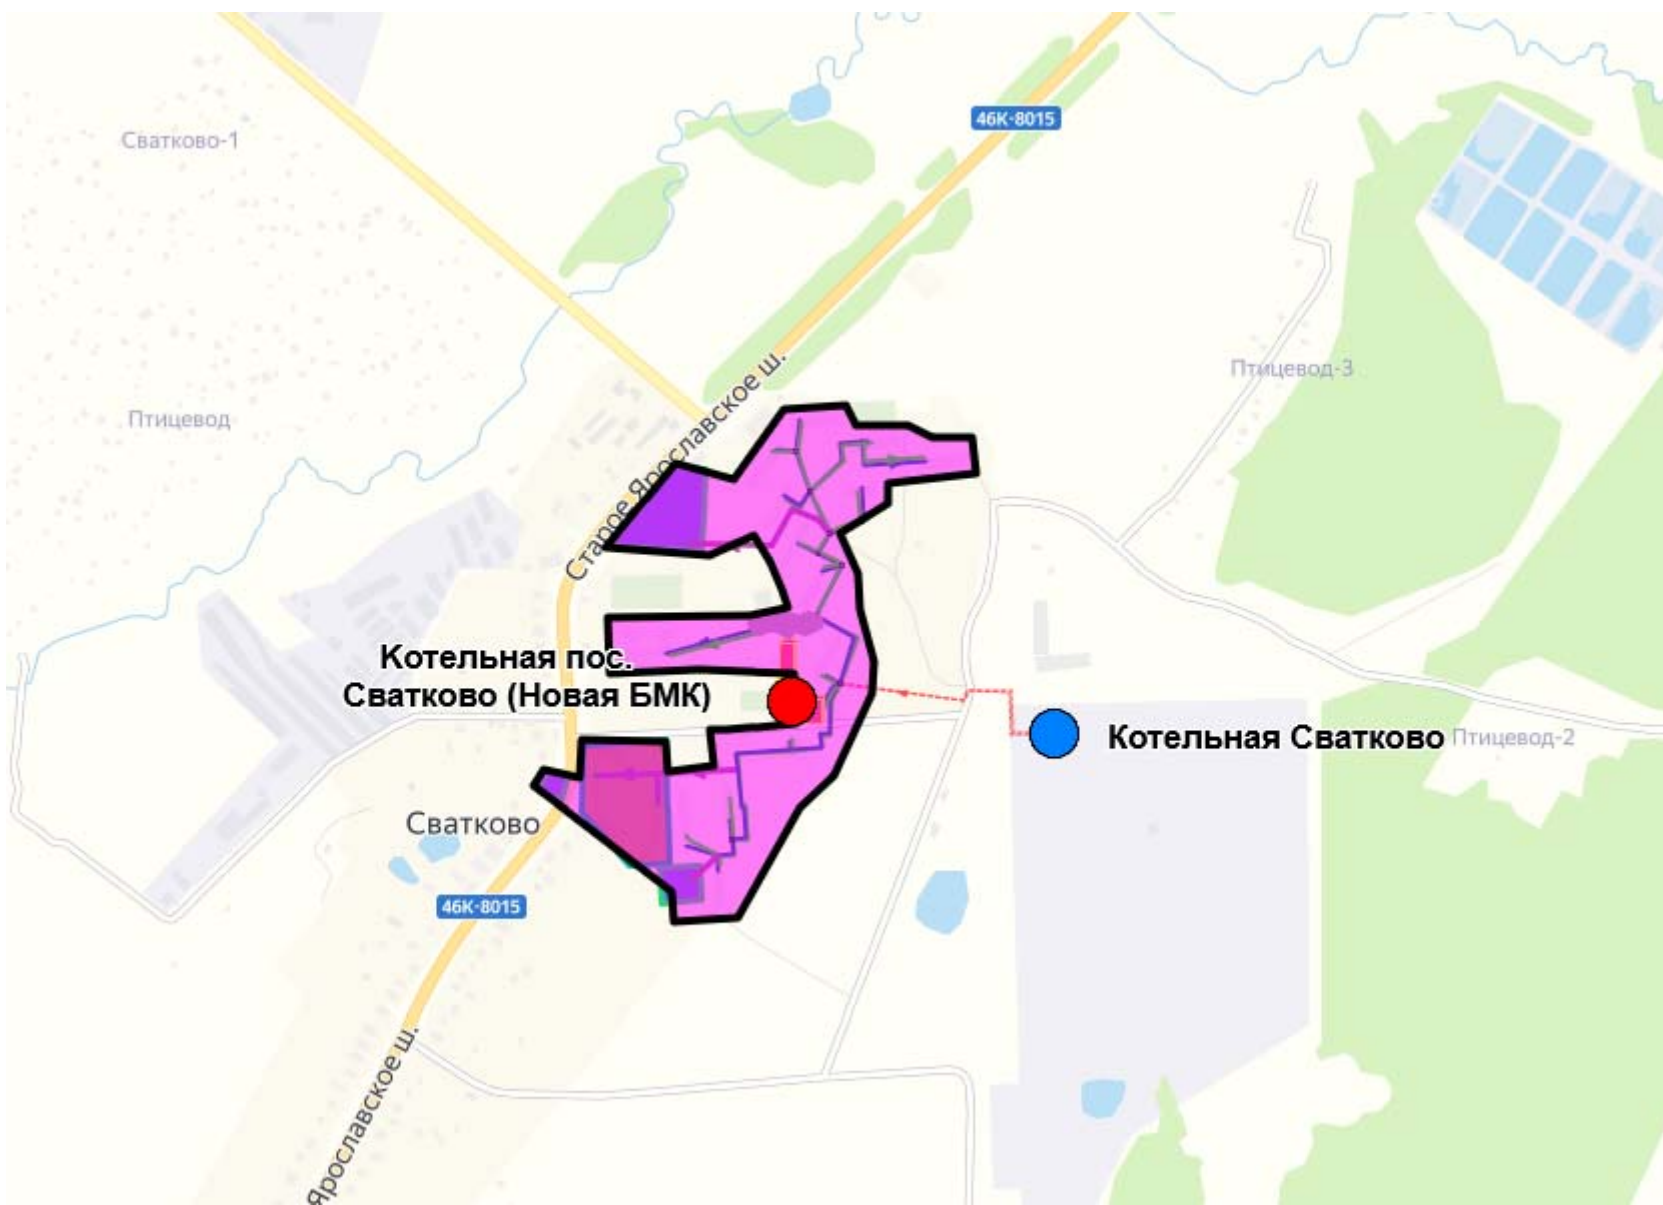 46К-8015
Сватково-1
Птицевод-3
Птицевод
Старое Ярославское ш.
Котельная пос.
Сватково (Новая БМК)
Котельная Сватково
Птицевод-2
Сватково
46К-8015
Ярославское ш.